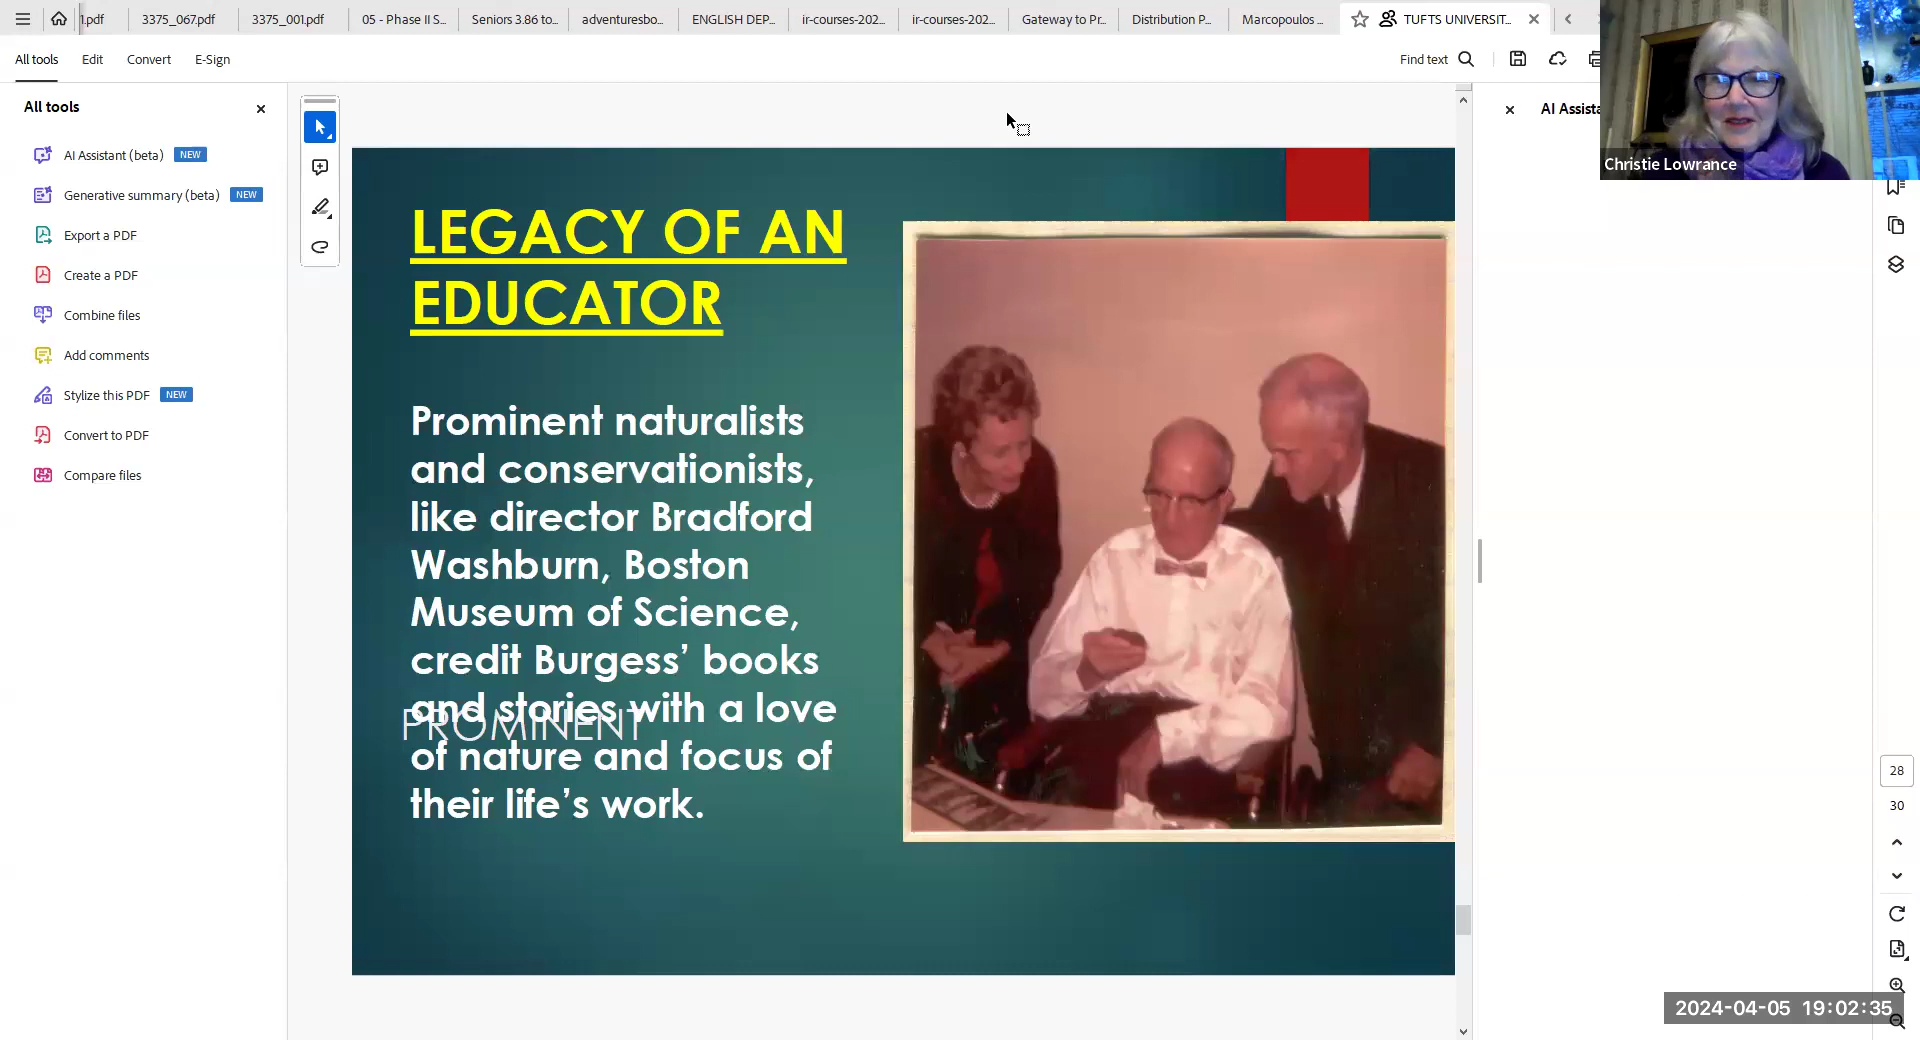 1.pdf
3375_067.pdf
3375_001.pdf
05 - Phase II S...
Seniors 3.86 to...
adventuresbo...
ENGLISH DEP...
ir-courses-202...
ir-courses-202...
Gateway to Pr...
Distribution P...
Marcopoulos ...
TUFTS UNIVERSIT...
All tools
Edit
Convert
E-Sign
Find text
All tools
AI Assistant (beta) NEW
Generative summary (beta) NEW
Export a PDF
Create a PDF
Combine files
Add comments
Stylize this PDF NEW
Convert to PDF
Compare files
LEGACY OF AN
EDUCATOR
Prominent naturalists
and conservationists,
like director Bradford
Washburn, Boston
Museum of Science,
credit Burgess’ books
and stories with a love
PROMINENT
of nature and focus of
their life’s work.
AI Assista
Christie Lowrance
28
30
2024-04-05 19:02:35